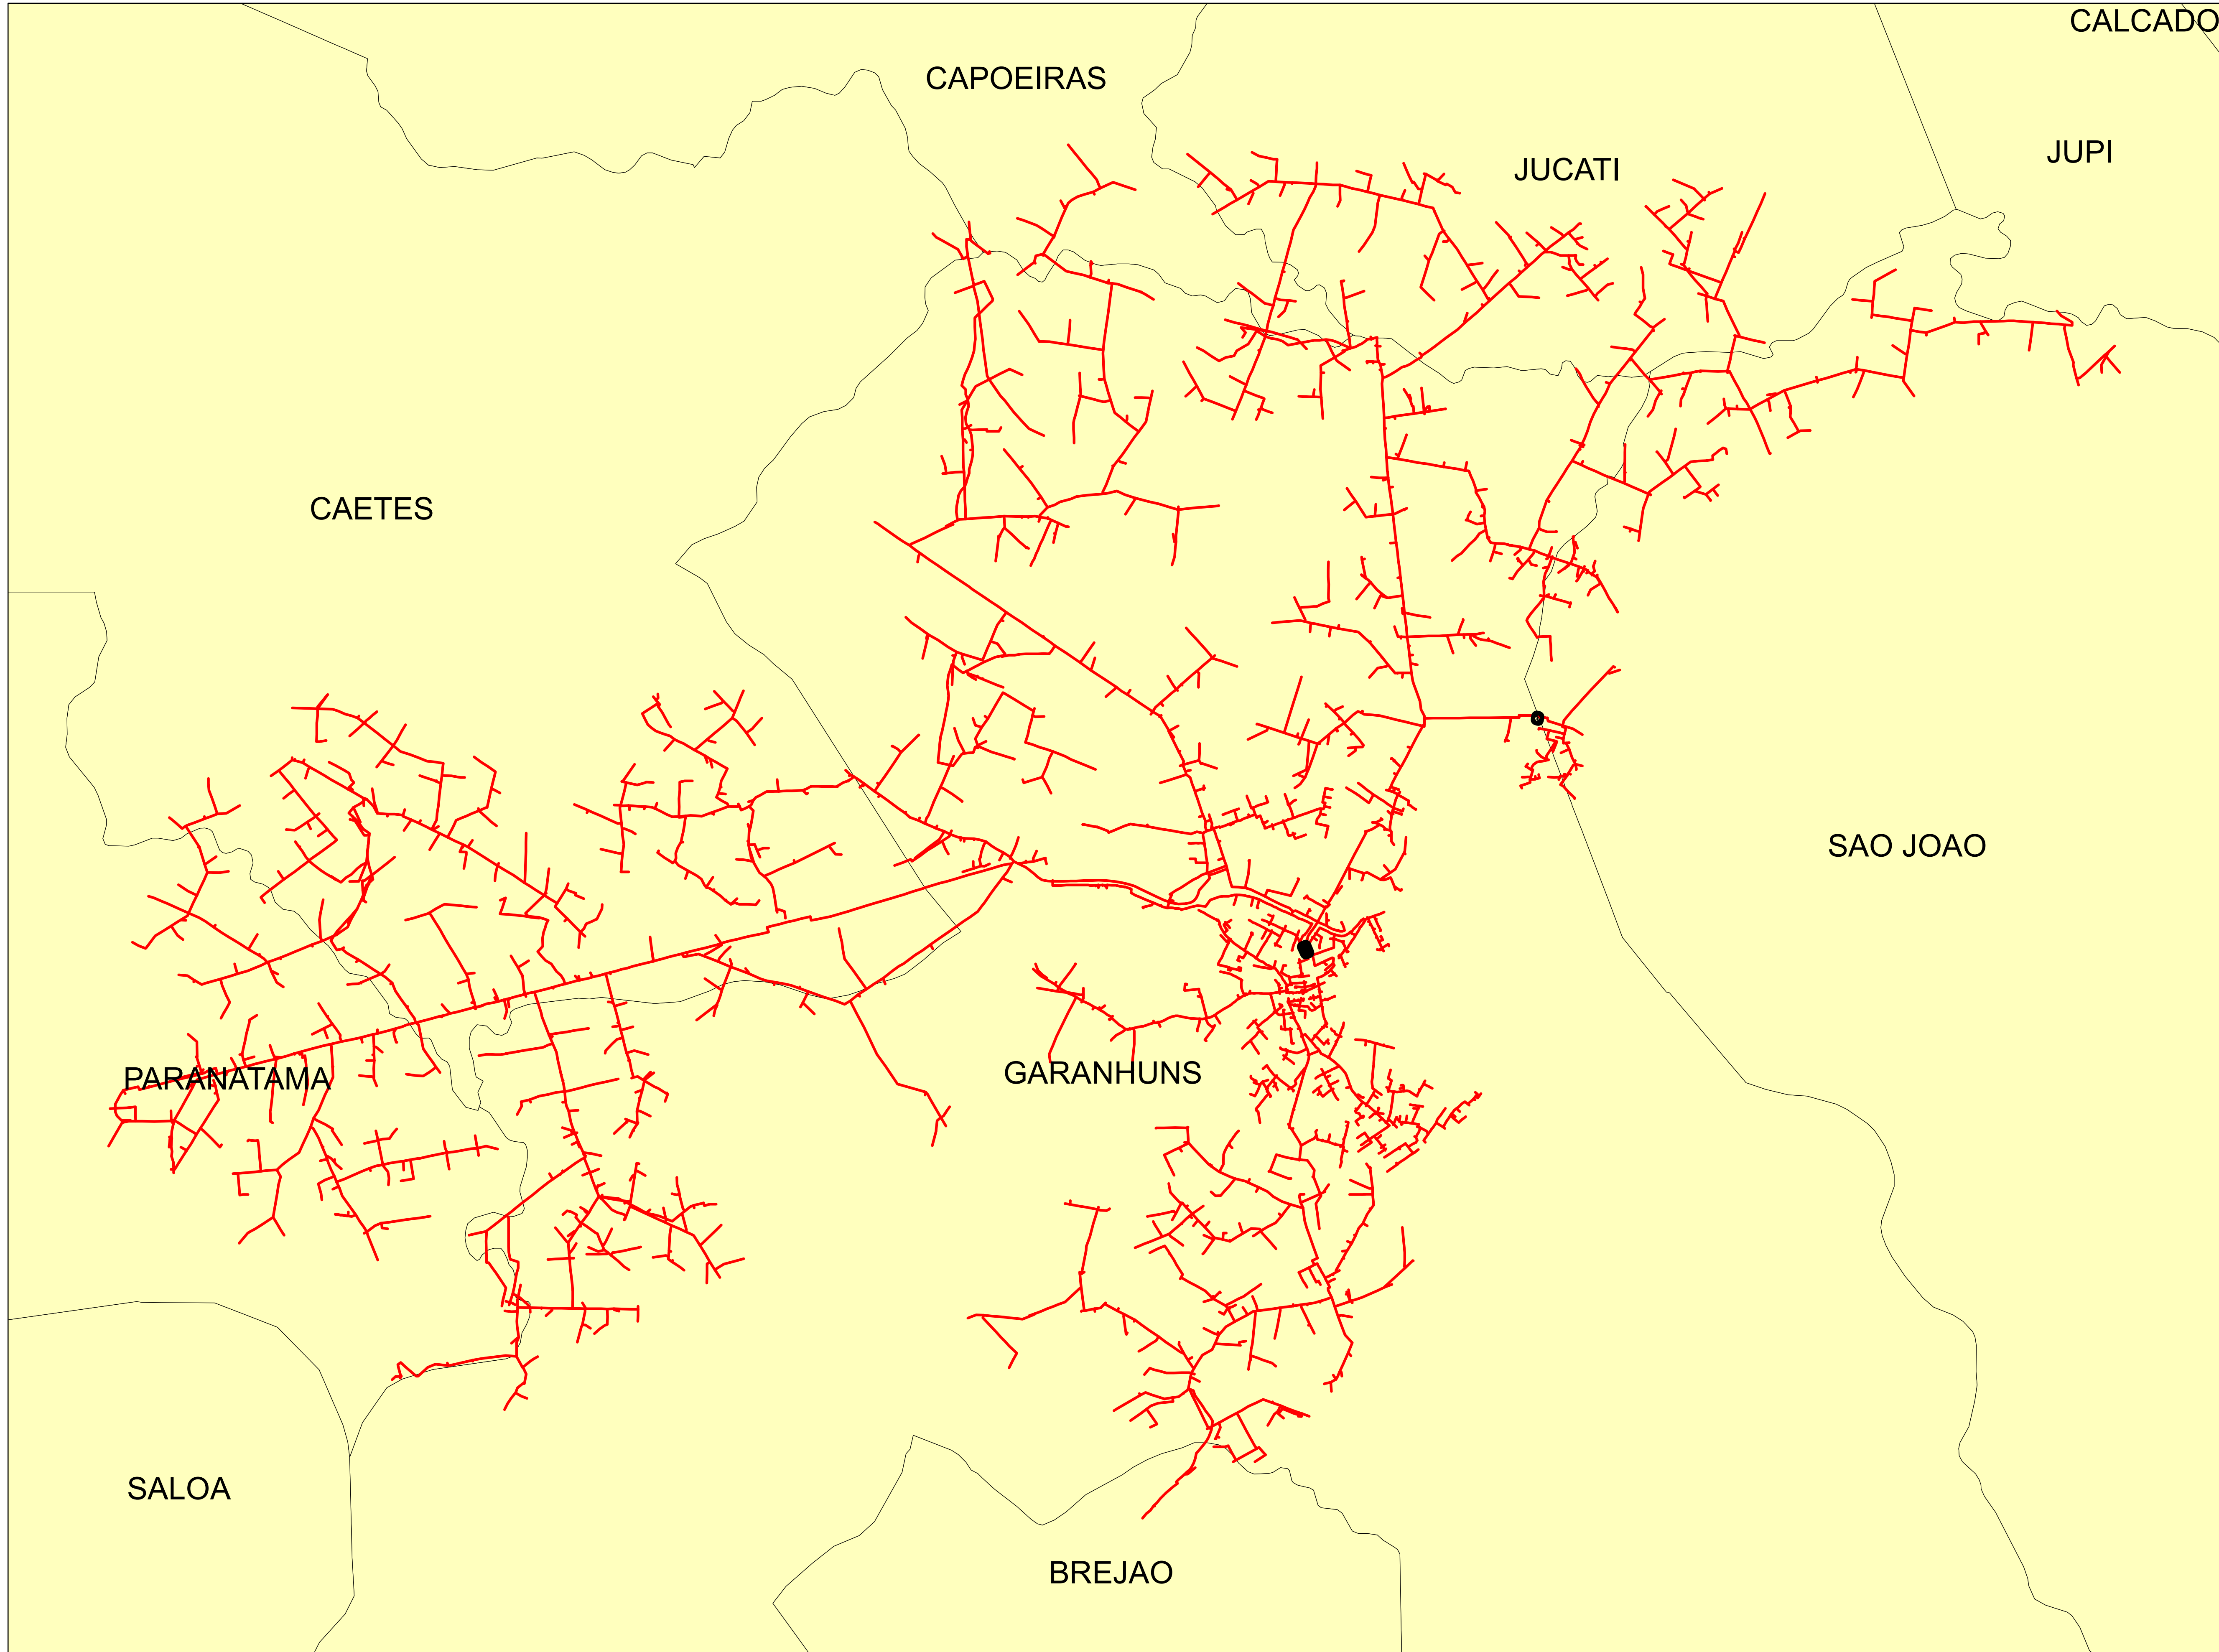 CALCADO
CAPOEIRAS
JUPI
JUCATI
CAETES
SAO JOAO
GARANHUNS
PARANATAMA
SALOA
BREJAO